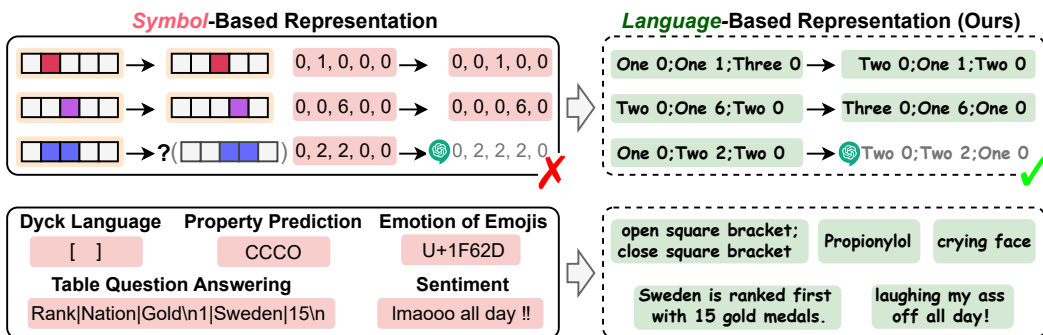 Symbol-Based Representation
Language-Based Representation (Ours)
0, 1, 0, 0, 0
0, 0, 1, 0, 0
One 0;One 1;Three 0
Two 0;One 1;Two 0
0, 0, 6, 0, 0
0, 0, 0, 6, 0
Two 0;One 6;Two 0
Three 0;One 6;One 0
?( )
0, 2, 2, 0, 0
0, 2, 2, 2, 0
One 0;Two 2;Two 0
Two 0;Two 2;One 0
Dyck Language
Property Prediction
Emotion of Emojis
[ ]
CCCO
U+1F62D
Table Question Answering
Sentiment
Rank|Nation|Gold\n1|Sweden|15\n
lmaooo all day !!
open square bracket;
close square bracket
Propionylol
crying face
Sweden is ranked first
with 15 gold medals.
laughing my ass
off all day!